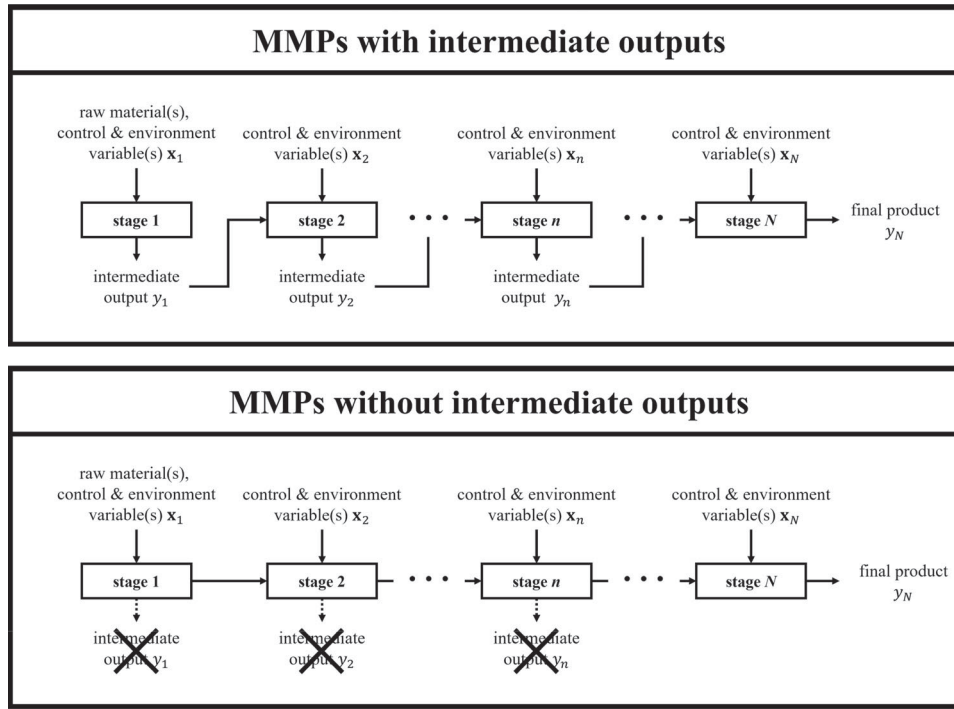 MMPs with intermediate outputs
raw material(s),
control & environment
variable(s) x₁
control & environment
variable(s) x₂
control & environment
variable(s) xₙ
control & environment
variable(s) x_N
stage 1
stage 2
• • •
stage n
• • •
stage N
final product
y_N
intermediate
output y₁
intermediate
output y₂
intermediate
output yₙ
MMPs without intermediate outputs
raw material(s),
control & environment
variable(s) x₁
control & environment
variable(s) x₂
control & environment
variable(s) xₙ
control & environment
variable(s) x_N
stage 1
stage 2
• • •
stage n
• • •
stage N
final product
y_N
intermediate
output y₁
intermediate
output y₂
intermediate
output yₙ